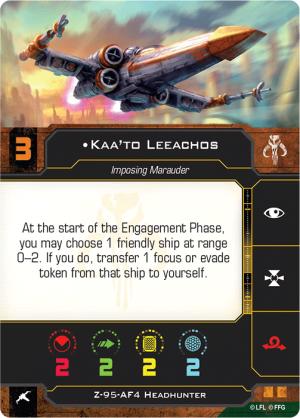 •Kaa'to Leeachos
3
Imposing Marauder
At the start of the Engagement Phase,
you may choose 1 friendly ship at range
0–2. If you do, transfer 1 focus or evade
token from that ship to yourself.
2 2 2 2
Z-95-AF4 Headhunter
©LFL ©FFG